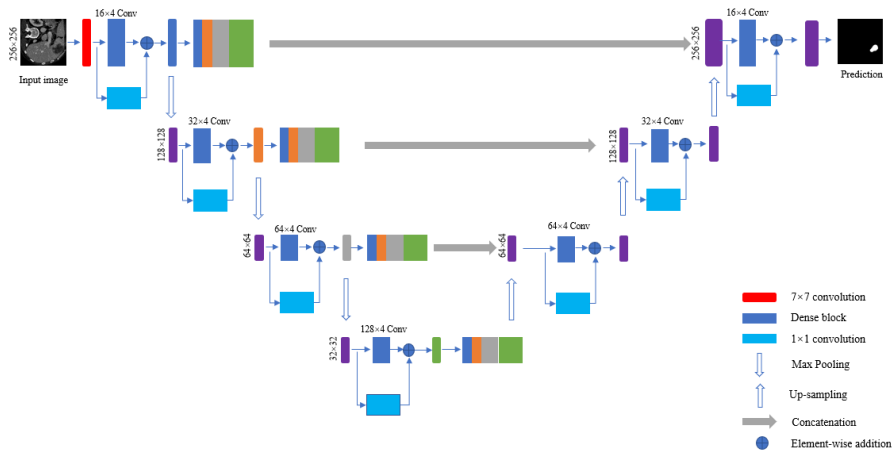 16×4 Conv
16×4 Conv
256×256
256×256
Input image
Prediction
32×4 Conv
32×4 Conv
128×128
128×128
64×4 Conv
64×4 Conv
64×64
64×64
7×7 convolution
Dense block
128×4 Conv
1×1 convolution
32×32
Max Pooling
Up-sampling
Concatenation
Element-wise addition